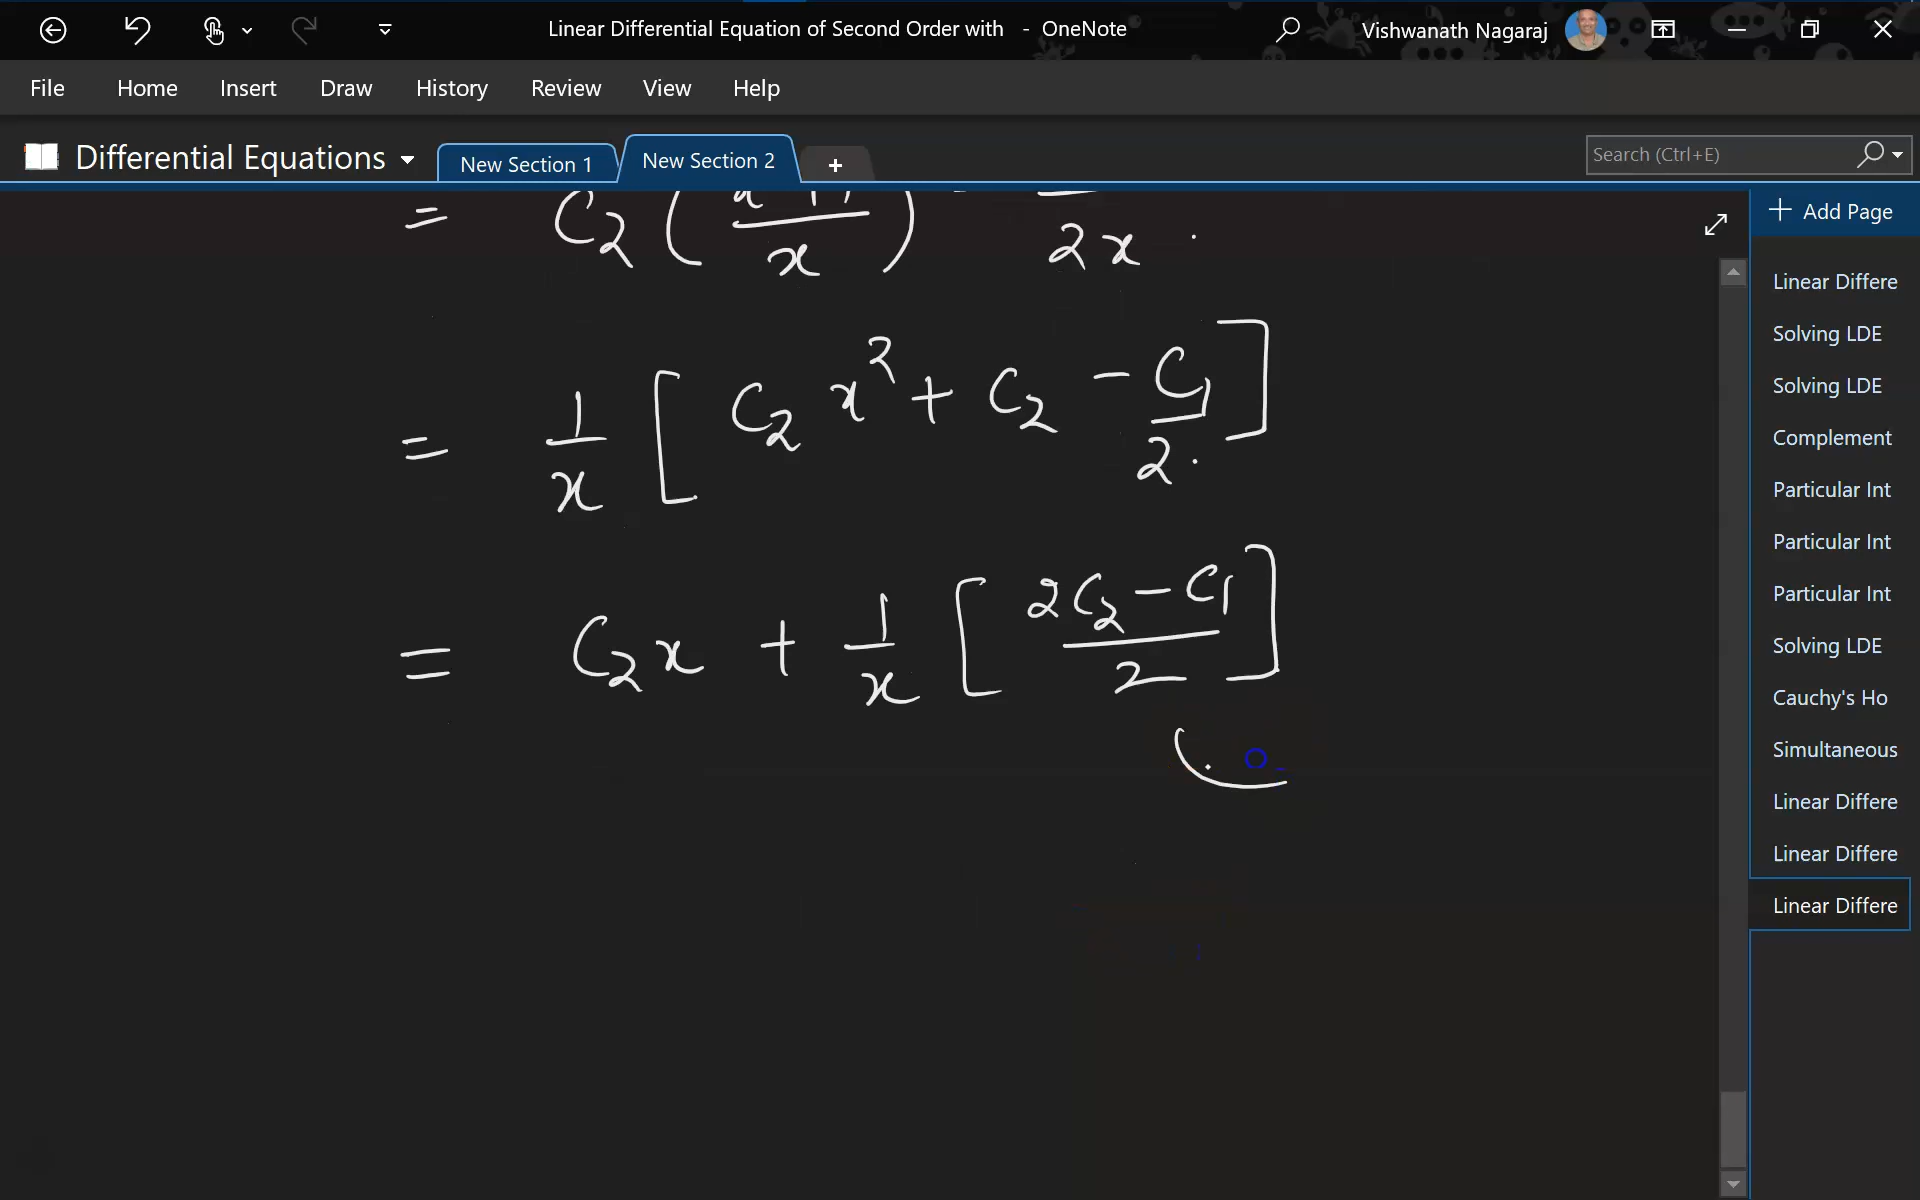 Linear Differential Equation of Second Order with - OneNote
Vishwanath Nagaraj
File Home Insert Draw History Review View Help
Differential Equations
New Section 1
New Section 2
+
Search (Ctrl+E)
+ Add Page
Linear Differe
Solving LDE
Solving LDE
Complement
Particular Int
Particular Int
Particular Int
Solving LDE
Cauchy's Ho
Simultaneous
Linear Differe
Linear Differe
Linear Differe
= C₂ ( / x ) / 2x
= 1/x [ C₂ x² + C₂ - C₁/2 ]
= C₂x + 1/x [ (2C₂ - C₁)/2 ]